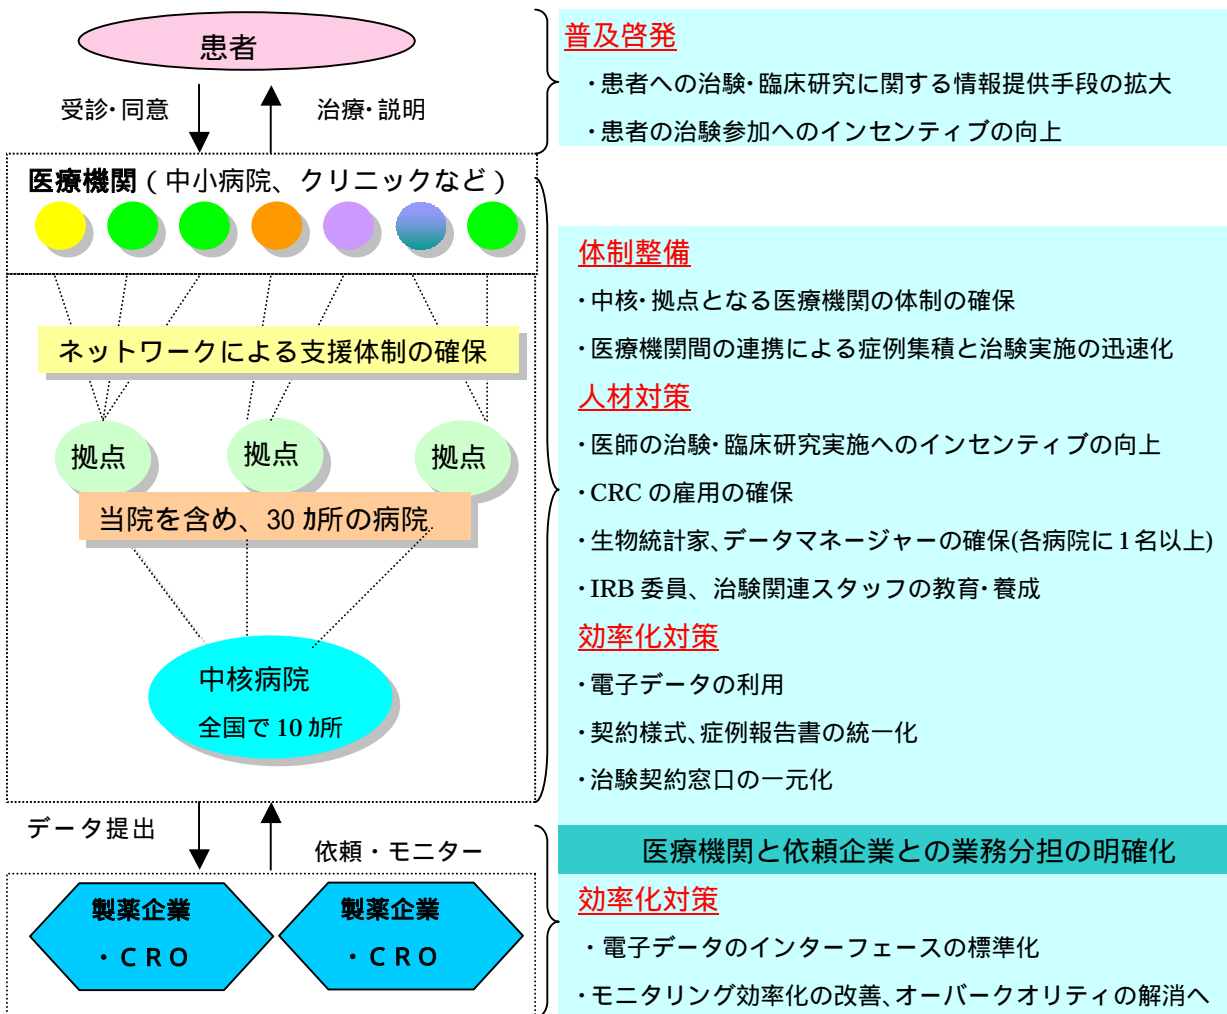 患者
受診・同意
治療・説明
医療機関（中小病院、クリニックなど）
ネットワークによる支援体制の確保
拠点
拠点
拠点
当院を含め、30ｶ所の病院
中核病院
全国で10ｶ所
データ提出
依頼・モニター
製薬企業
・ＣＲＯ
製薬企業
・ＣＲＯ
普及啓発
・患者への治験・臨床研究に関する情報提供手段の拡大
・患者の治験参加へのインセンティブの向上
体制整備
・中核・拠点となる医療機関の体制の確保
・医療機関間の連携による症例集積と治験実施の迅速化
人材対策
・医師の治験・臨床研究実施へのインセンティブの向上
・CRCの雇用の確保
・生物統計家、データマネージャーの確保(各病院に1名以上)
・IRB委員、治験関連スタッフの教育・養成
効率化対策
・電子データの利用
・契約様式、症例報告書の統一化
・治験契約窓口の一元化
医療機関と依頼企業との業務分担の明確化
効率化対策
・電子データのインターフェースの標準化
・モニタリング効率化の改善、オーバークオリティの解消へ